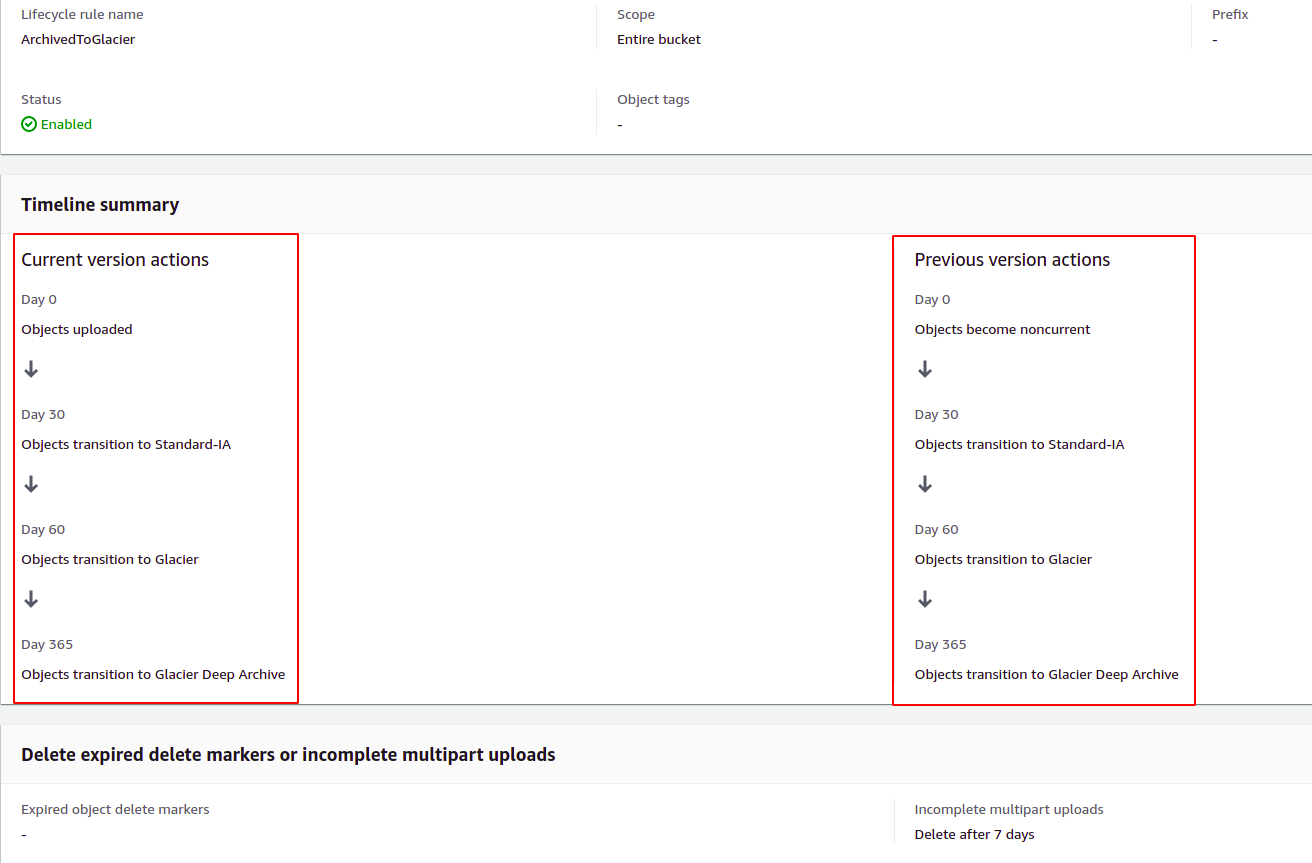 Lifecycle rule name
ArchivedToGlacier
Scope
Entire bucket
Prefix
-
Status
Enabled
Object tags
-
Timeline summary
Current version actions
Day 0
Objects uploaded
Day 30
Objects transition to Standard-IA
Day 60
Objects transition to Glacier
Day 365
Objects transition to Glacier Deep Archive
Previous version actions
Day 0
Objects become noncurrent
Day 30
Objects transition to Standard-IA
Day 60
Objects transition to Glacier
Day 365
Objects transition to Glacier Deep Archive
Delete expired delete markers or incomplete multipart uploads
Expired object delete markers
-
Incomplete multipart uploads
Delete after 7 days